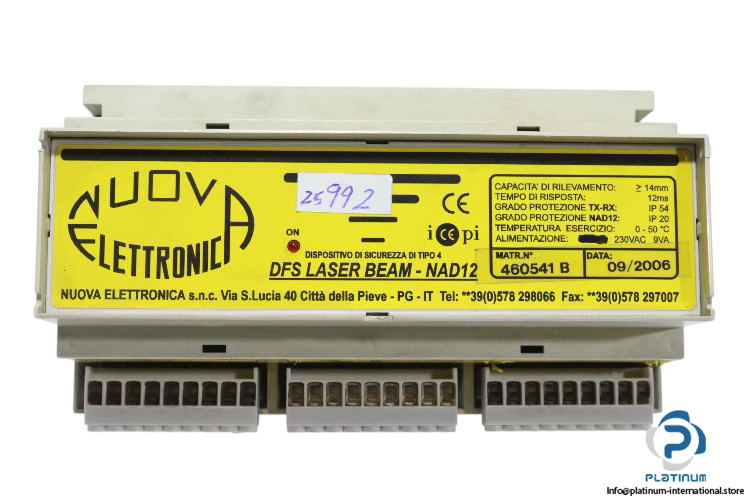 NUOVA
ELETTRONICA
25992
ON
CE
i CE pi
DISPOSITIVO DI SICUREZZA DI TIPO 4
DFS LASER BEAM - NAD12
CAPACITA' DI RILEVAMENTO: ≥ 14mm
TEMPO DI RISPOSTA: 12ms
GRADO PROTEZIONE TX-RX: IP 54
GRADO PROTEZIONE NAD12: IP 20
TEMPERATURA ESERCIZIO: 0 - 50 °C
ALIMENTAZIONE: 230VAC 9VA
MATR.N° 460541 B
DATA: 09/2006
NUOVA ELETTRONICA s.n.c. Via S.Lucia 40 Città della Pieve - PG - IT Tel: **39(0)578 298066 Fax: **39(0)578 297007
PLATINUM
Info@platinum-international.store